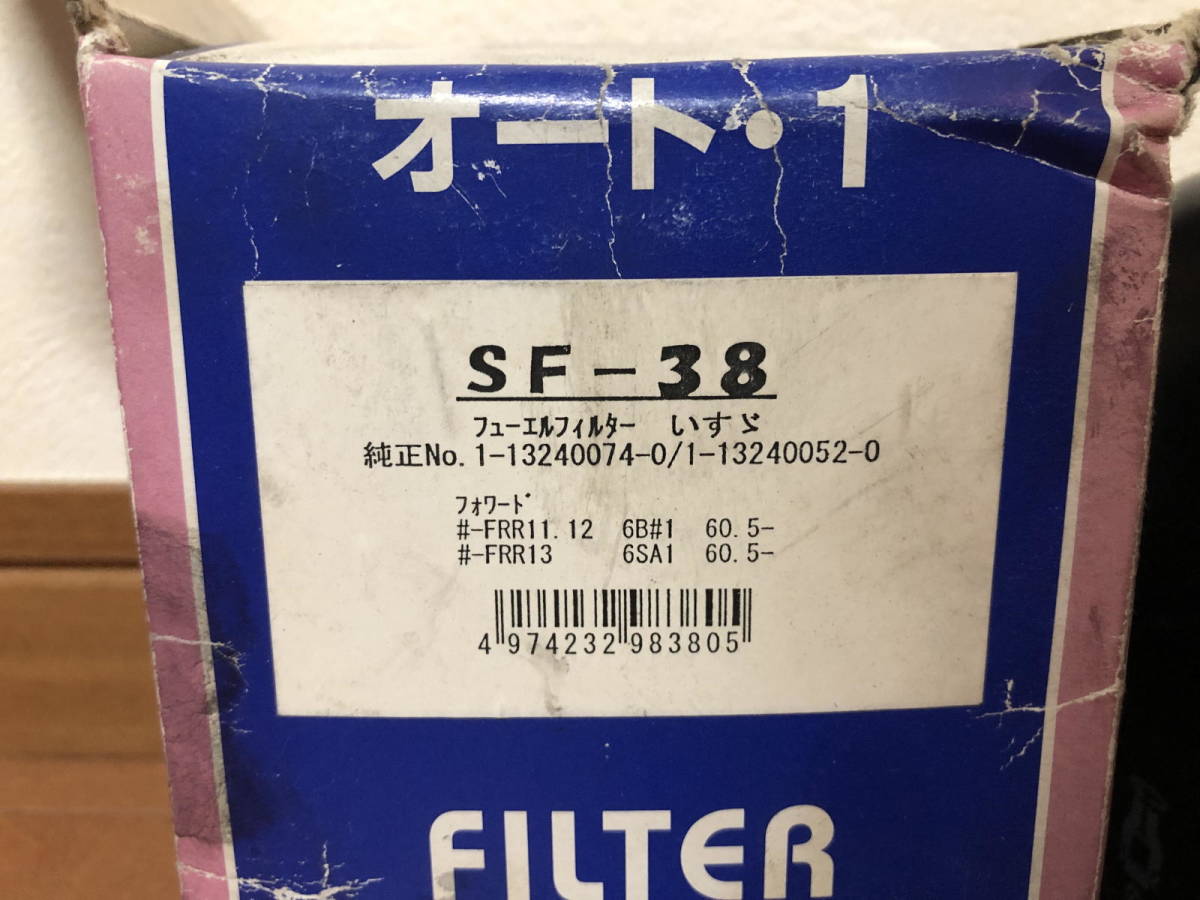 オート・1
SF-38
フューエルフィルター いすゞ
純正No. 1-13240074-0/1-13240052-0
フォワード
#-FRR11.12 6B#1 60.5-
#-FRR13 6SA1 60.5-
4 974232 983805
FILTER